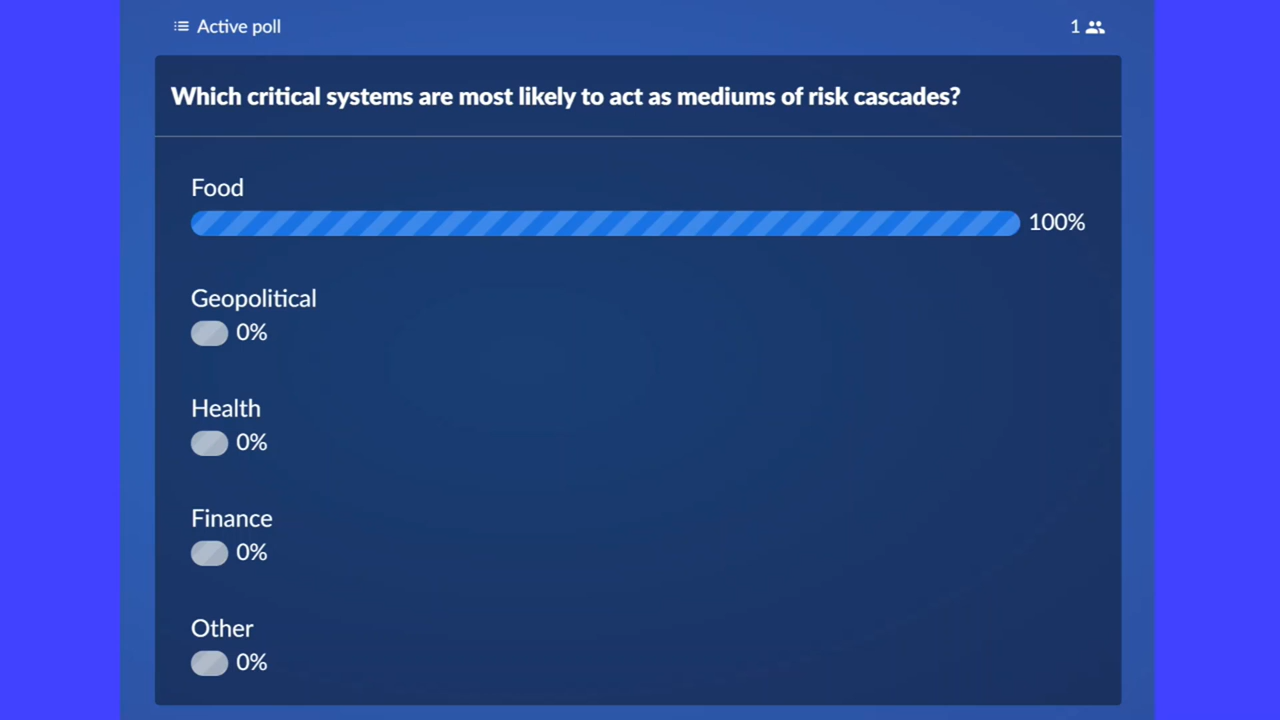 Active poll
1
Which critical systems are most likely to act as mediums of risk cascades?
Food
100%
Geopolitical
0%
Health
0%
Finance
0%
Other
0%